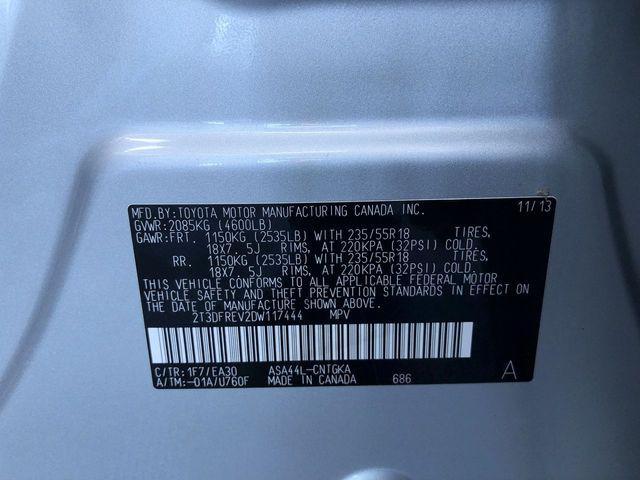 MFD.BY:TOYOTA MOTOR MANUFACTURING CANADA INC. 11/13
GVWR:2085KG (4600LB)
GAWR:FRT. 1150KG (2535LB) WITH 235/55R18 TIRES,
18X7. 5J RIMS, AT 220KPA (32PSI) COLD.
RR. 1150KG (2535LB) WITH 235/55R18 TIRES,
18X7. 5J RIMS, AT 220KPA (32PSI) COLD.
THIS VEHICLE CONFORMS TO ALL APPLICABLE FEDERAL MOTOR
VEHICLE SAFETY AND THEFT PREVENTION STANDARDS IN EFFECT
ON THE DATE OF MANUFACTURE SHOWN ABOVE.
2T3DFREV2DW117444 MPV
C/TR:1F7/EA30 ASA44L-CNTGKA A
A/TM:-01A/U760F MADE IN CANADA 686